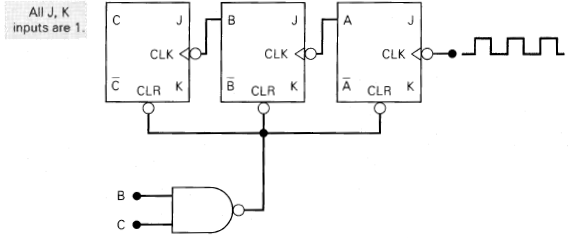 All J, K
inputs are 1.
C J B J A J
CLK CLK CLK
C̅ CLR K B̅ CLR K A̅ CLR K
B
C